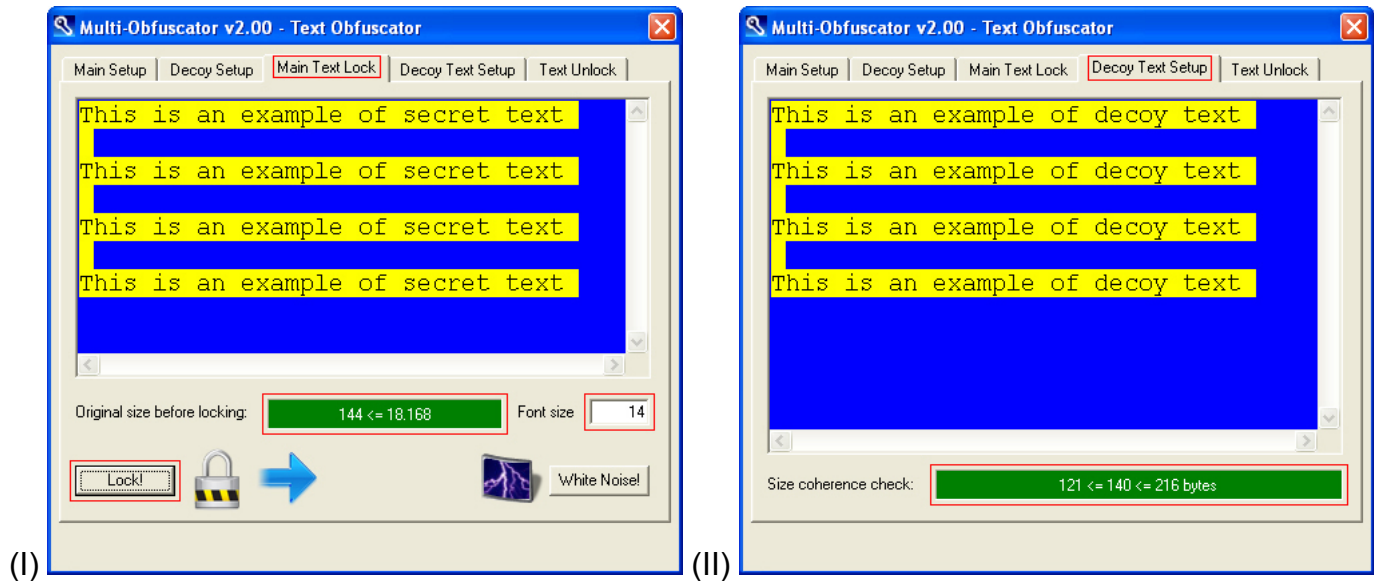 Multi-Obfuscator v2.00 - Text Obfuscator
Main Setup Decoy Setup Main Text Lock Decoy Text Setup Text Unlock
This is an example of secret text
This is an example of secret text
This is an example of secret text
This is an example of secret text
Original size before locking: 144 <= 18.168 Font size 14
Lock! White Noise!
(I)
Multi-Obfuscator v2.00 - Text Obfuscator
Main Setup Decoy Setup Main Text Lock Decoy Text Setup Text Unlock
This is an example of decoy text
This is an example of decoy text
This is an example of decoy text
This is an example of decoy text
Size coherence check: 121 <= 140 <= 216 bytes
(II)